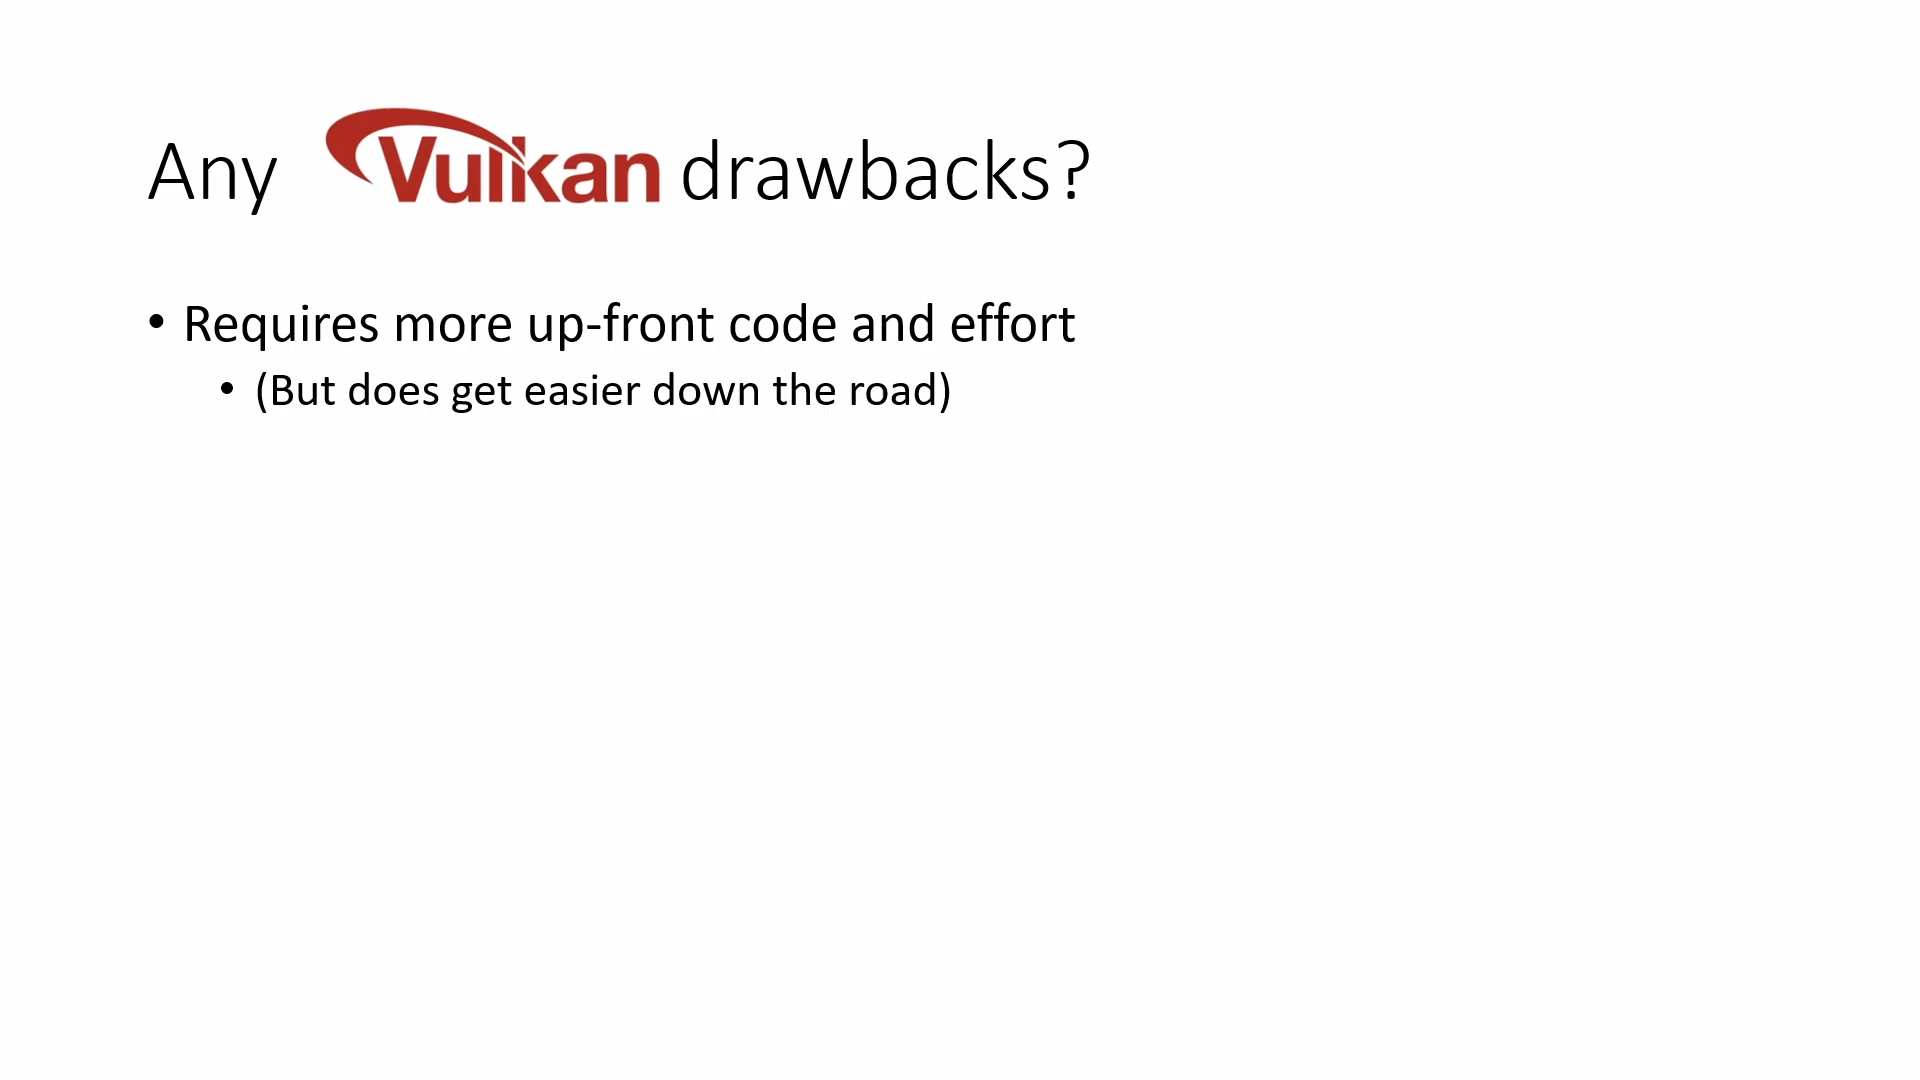 Any Vulkan drawbacks?
• Requires more up-front code and effort
• (But does get easier down the road)